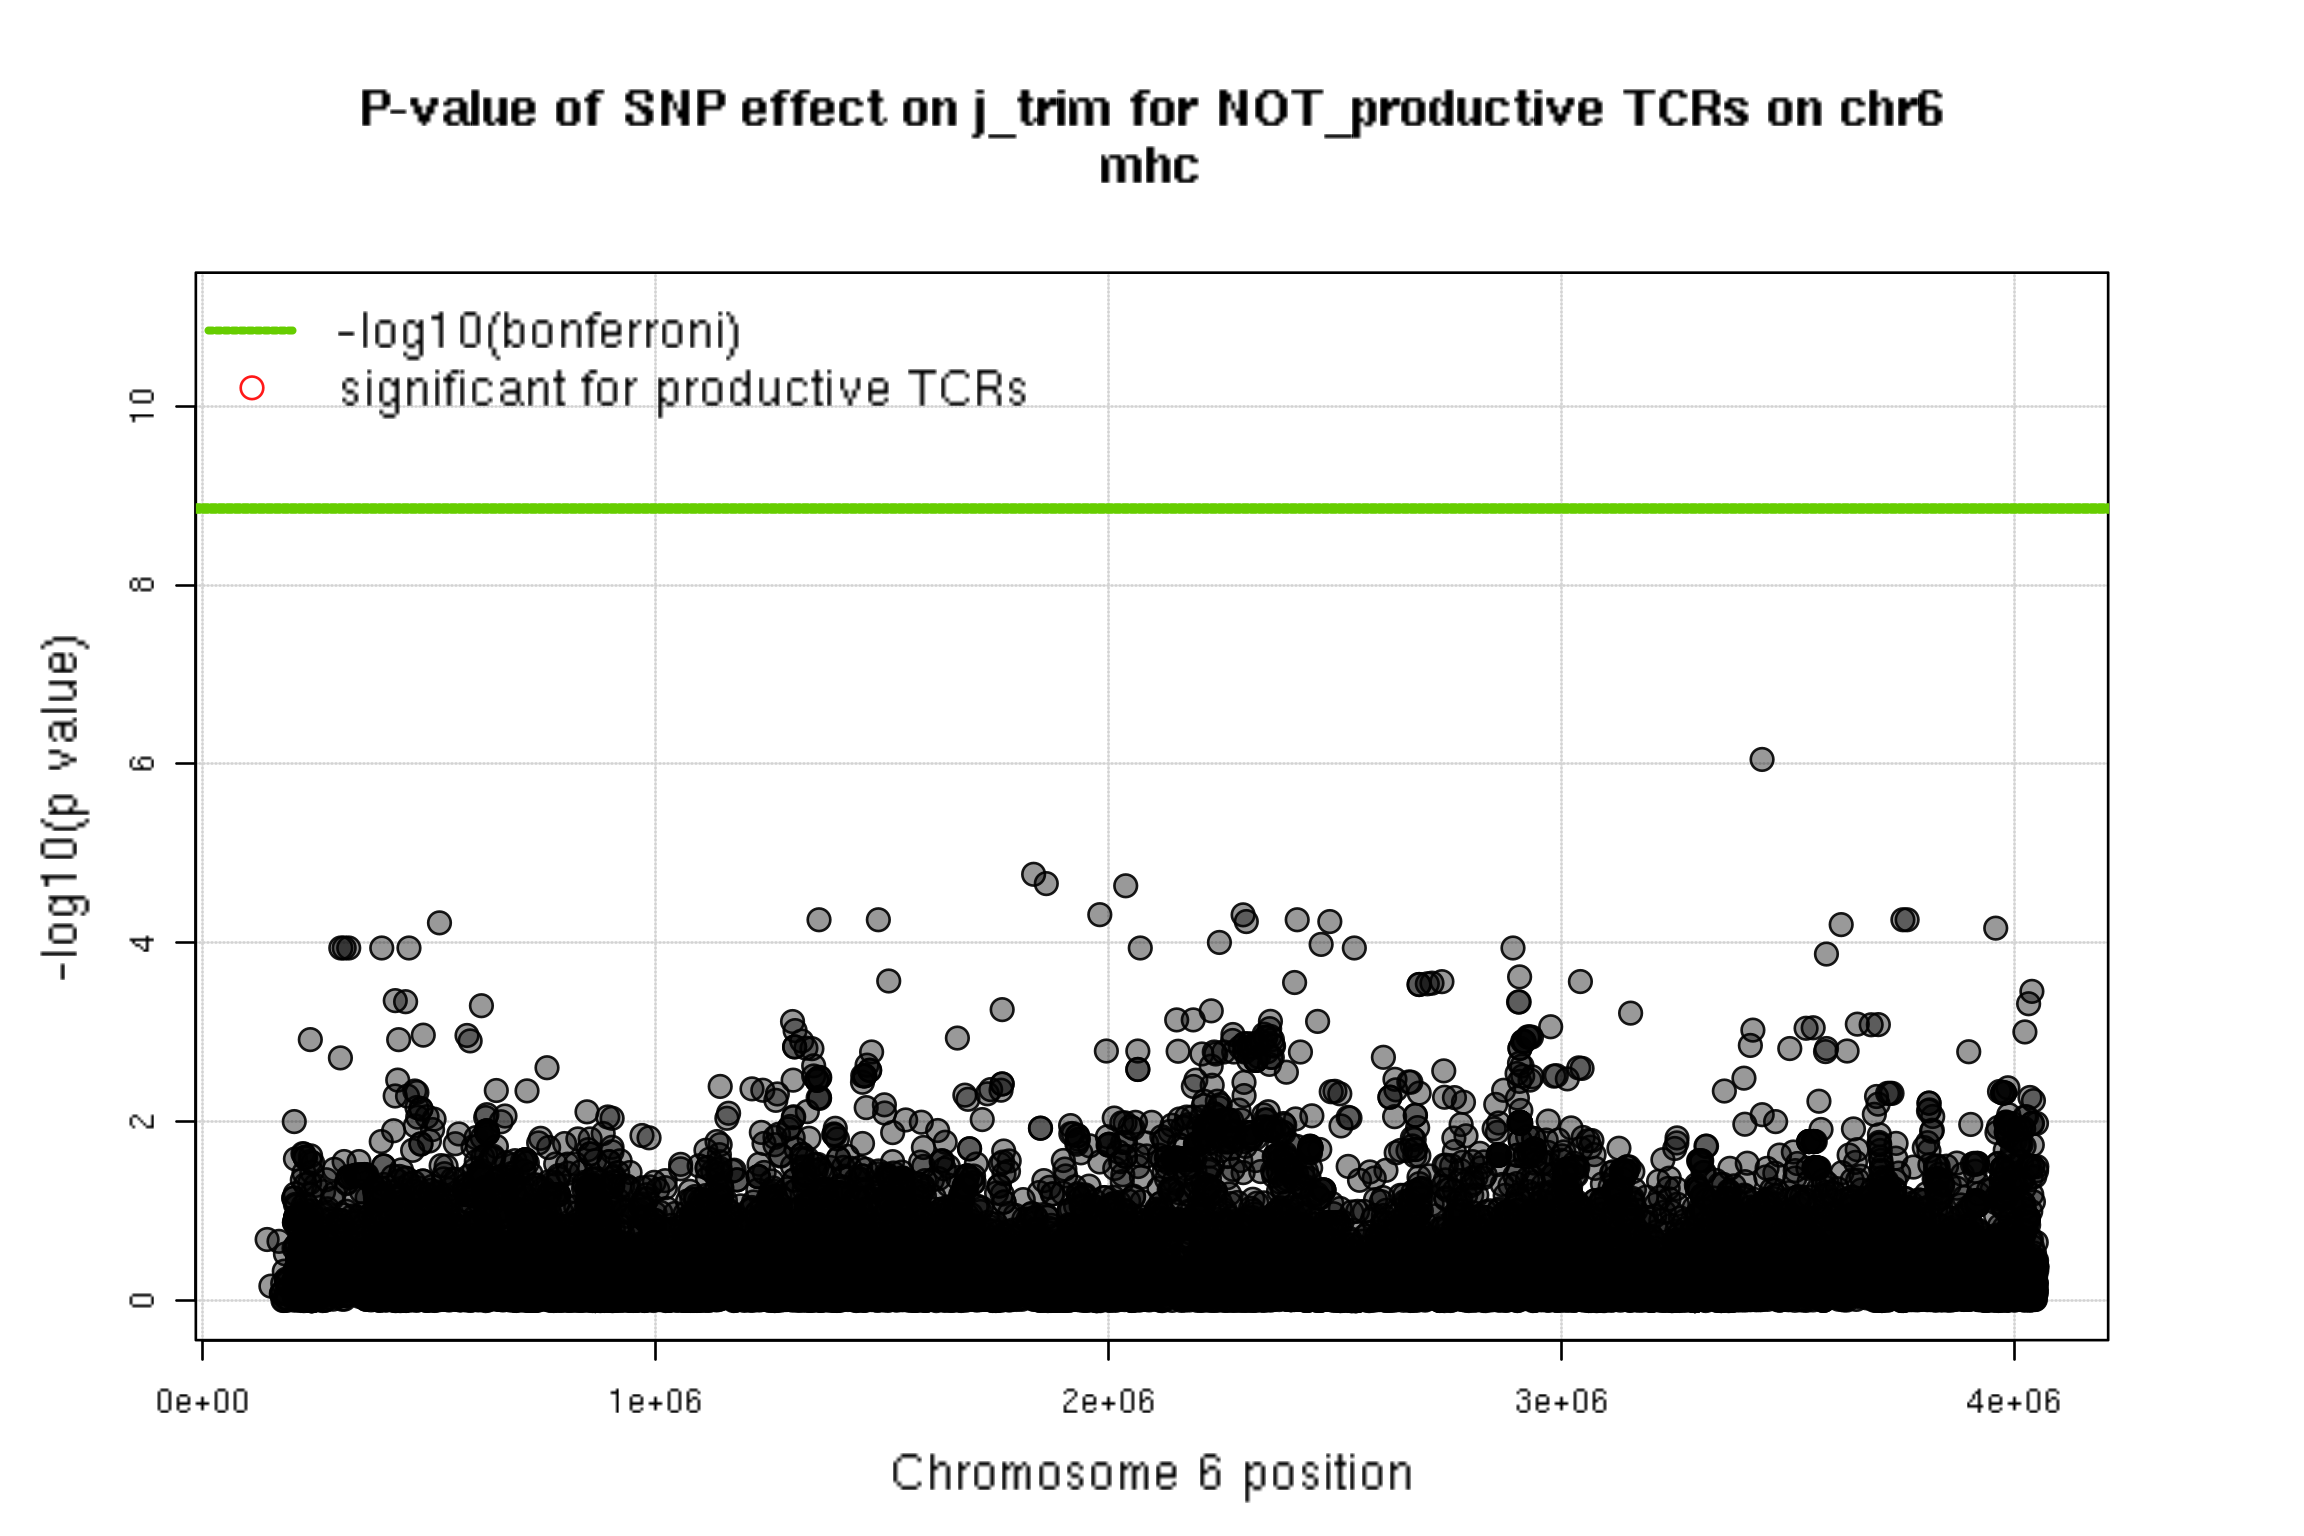 P-value of SNP effect on j_trim for NOT_productive TCRs on chr6
mhc
-log10(bonferroni)
significant for productive TCRs
10
8
6
4
2
0
-log10(p value)
0e+00 1e+06 2e+06 3e+06 4e+06
Chromosome 6 position